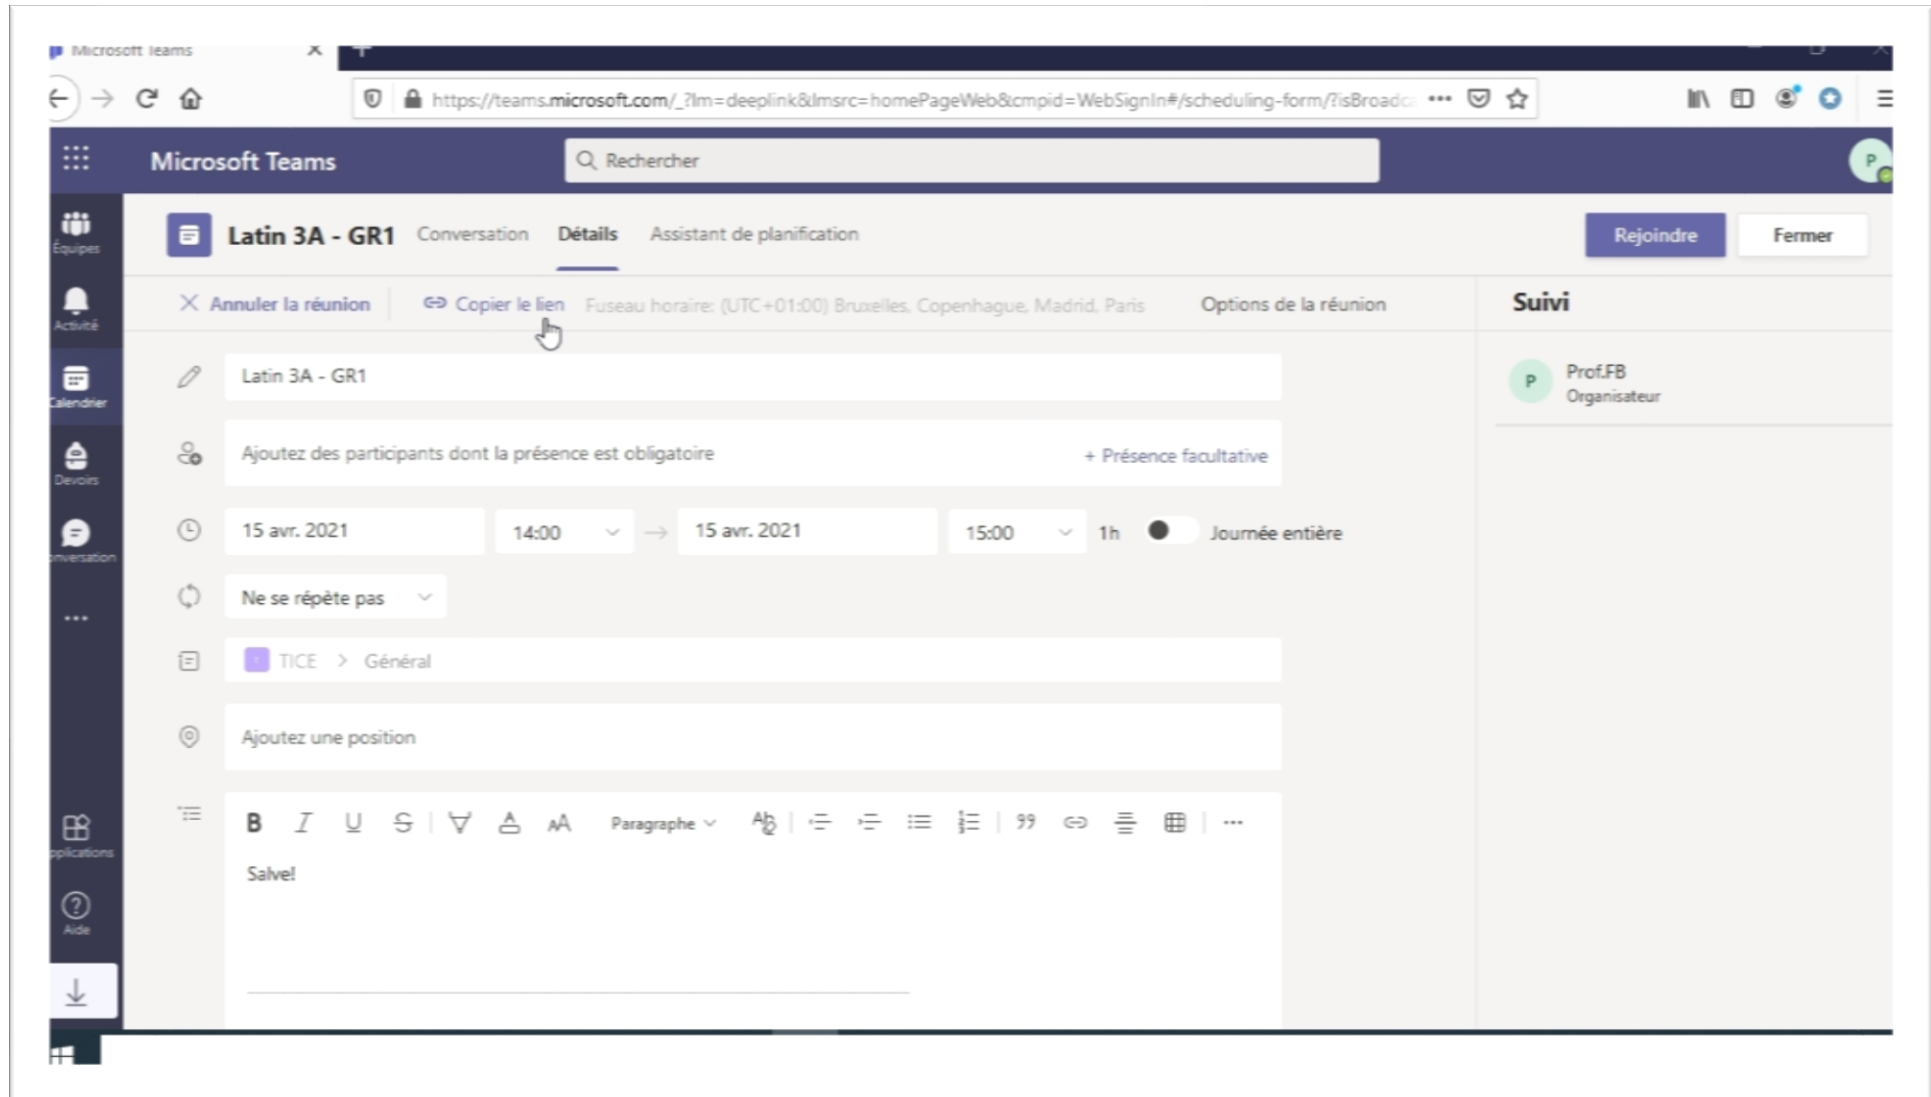 Microsoft Teams
https://teams.microsoft.com/_?lm=deeplink&lmsrc=homePageWeb&cmpid=WebSignIn#/scheduling-form/?isBroadca
Microsoft Teams
Rechercher
P
Équipes
Latin 3A - GR1 Conversation Détails Assistant de planification
Rejoindre Fermer
Activité
Annuler la réunion Copier le lien Fuseau horaire: (UTC+01:00) Bruxelles, Copenhague, Madrid, Paris Options de la réunion
Suivi
Calendrier
Latin 3A - GR1
P Prof.FB
Organisateur
Devoirs
Ajoutez des participants dont la présence est obligatoire + Présence facultative
onversation
15 avr. 2021 14:00 → 15 avr. 2021 15:00 1h Journée entière
Ne se répète pas
TICE > Général
Ajoutez une position
pplications
B I U S A AA Paragraphe
Aide
Salve!